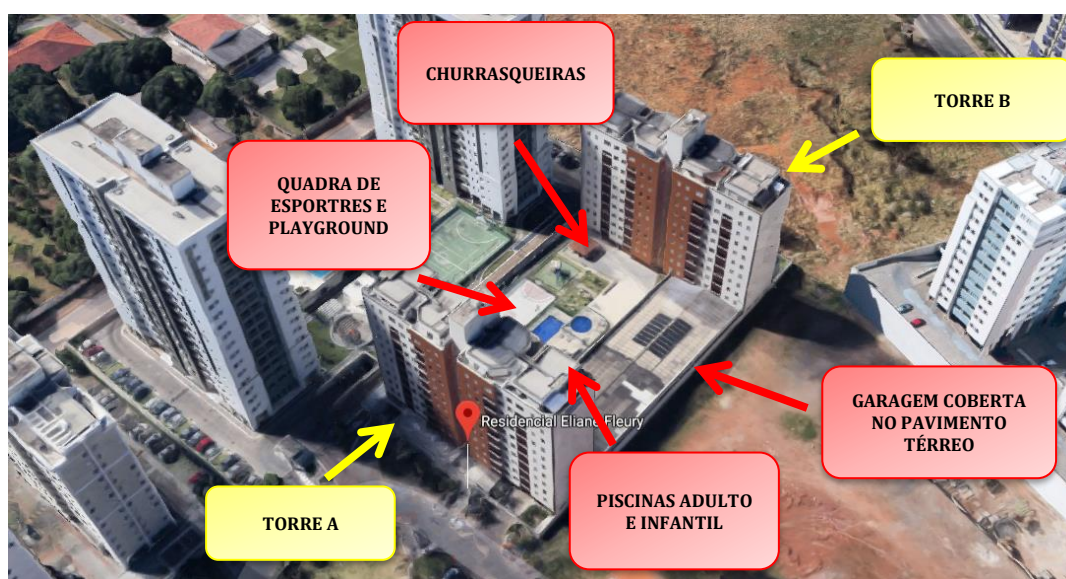 CHURRASQUEIRAS
TORRE B
QUADRA DE
ESPORTRES E
PLAYGROUND
Residencial Eliane Fleury
GARAGEM COBERTA
NO PAVIMENTO
TÉRREO
PISCINAS ADULTO
E INFANTIL
TORRE A